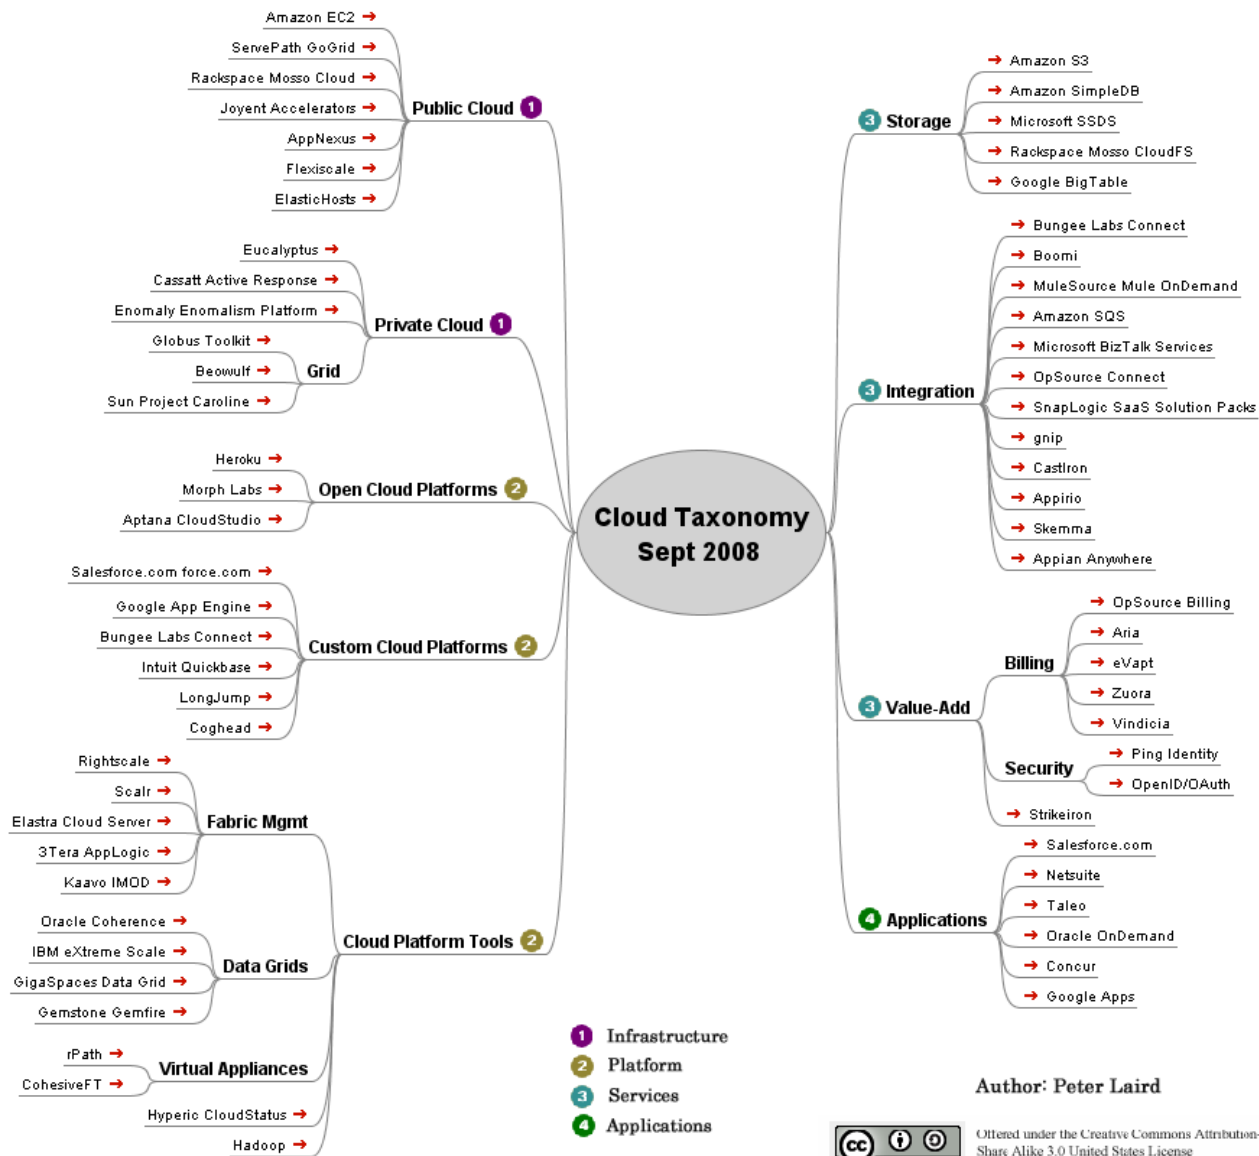 Amazon EC2
ServePath GoGrid
Rackspace Mosso Cloud
Joyent Accelerators
AppNexus
Flexiscale
ElasticHosts
Public Cloud 1
Eucalyptus
Cassatt Active Response
Enomaly Enomalism Platform
Globus Toolkit
Beowulf
Sun Project Caroline
Grid
Private Cloud 1
Heroku
Morph Labs
Aptana CloudStudio
Open Cloud Platforms 2
Salesforce.com force.com
Google App Engine
Bungee Labs Connect
Intuit Quickbase
LongJump
Coghead
Custom Cloud Platforms 2
Rightscale
Scalr
Elastra Cloud Server
3Tera AppLogic
Kaavo IMOD
Fabric Mgmt
Oracle Coherence
IBM eXtreme Scale
GigaSpaces Data Grid
Gemstone Gemfire
Data Grids
rPath
CohesiveFT
Virtual Appliances
Hyperic CloudStatus
Hadoop
Cloud Platform Tools 2
Cloud Taxonomy
Sept 2008
3 Storage
Amazon S3
Amazon SimpleDB
Microsoft SSDS
Rackspace Mosso CloudFS
Google BigTable
3 Integration
Bungee Labs Connect
Boomi
MuleSource Mule OnDemand
Amazon SQS
Microsoft BizTalk Services
OpSource Connect
SnapLogic SaaS Solution Packs
gnip
CastIron
Appirio
Skemma
Appian Anywhere
3 Value-Add
Billing
OpSource Billing
Aria
eVapt
Zuora
Vindicia
Security
Ping Identity
OpenID/OAuth
Strikeiron
4 Applications
Salesforce.com
Netsuite
Taleo
Oracle OnDemand
Concur
Google Apps
1 Infrastructure
2 Platform
3 Services
4 Applications
Author: Peter Laird
cc
Offered under the Creative Commons Attribution-
Share Alike 3.0 United States License